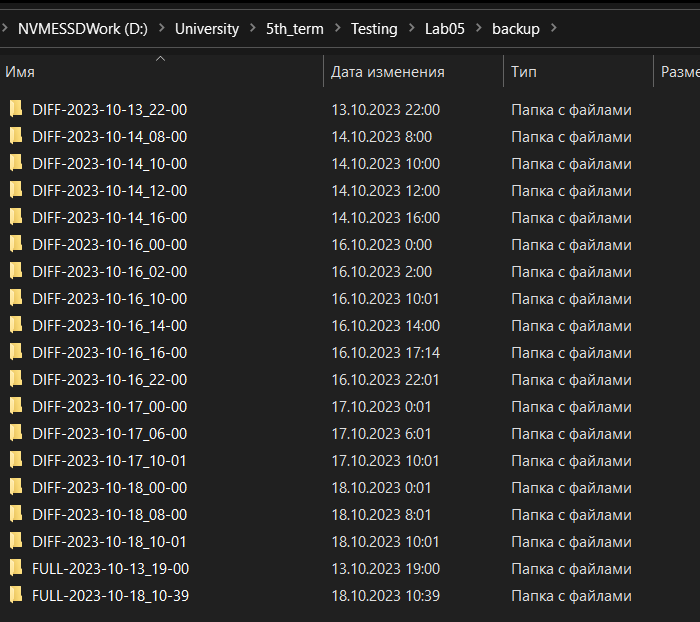 NVMESSDWork (D:) > University > 5th_term > Testing > Lab05 > backup >
Имя Дата изменения Тип Разме
DIFF-2023-10-13_22-00 13.10.2023 22:00 Папка с файлами
DIFF-2023-10-14_08-00 14.10.2023 8:00 Папка с файлами
DIFF-2023-10-14_10-00 14.10.2023 10:00 Папка с файлами
DIFF-2023-10-14_12-00 14.10.2023 12:00 Папка с файлами
DIFF-2023-10-14_16-00 14.10.2023 16:00 Папка с файлами
DIFF-2023-10-16_00-00 16.10.2023 0:00 Папка с файлами
DIFF-2023-10-16_02-00 16.10.2023 2:00 Папка с файлами
DIFF-2023-10-16_10-00 16.10.2023 10:01 Папка с файлами
DIFF-2023-10-16_14-00 16.10.2023 14:00 Папка с файлами
DIFF-2023-10-16_16-00 16.10.2023 17:14 Папка с файлами
DIFF-2023-10-16_22-00 16.10.2023 22:01 Папка с файлами
DIFF-2023-10-17_00-00 17.10.2023 0:01 Папка с файлами
DIFF-2023-10-17_06-00 17.10.2023 6:01 Папка с файлами
DIFF-2023-10-17_10-01 17.10.2023 10:01 Папка с файлами
DIFF-2023-10-18_00-00 18.10.2023 0:01 Папка с файлами
DIFF-2023-10-18_08-00 18.10.2023 8:01 Папка с файлами
DIFF-2023-10-18_10-01 18.10.2023 10:01 Папка с файлами
FULL-2023-10-13_19-00 13.10.2023 19:00 Папка с файлами
FULL-2023-10-18_10-39 18.10.2023 10:39 Папка с файлами